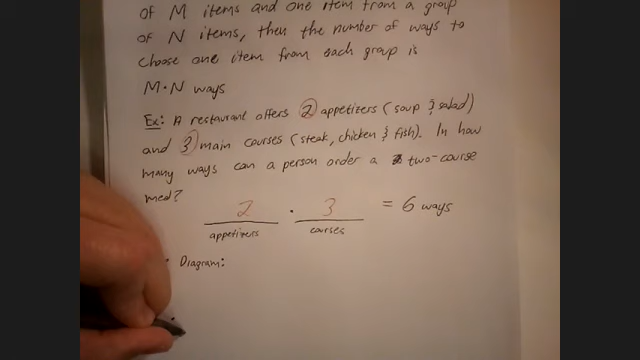 of M items and one item from a group
of N items, then the number of ways to
choose one item from each group is
M·N ways
Ex: A restaurant offers 2 appetizers (soup & salad)
and 3 main courses (steak, chicken & fish). In how
many ways can a person order a two-course
meal?
2 · 3 = 6 ways
appetizers courses
• Diagram: